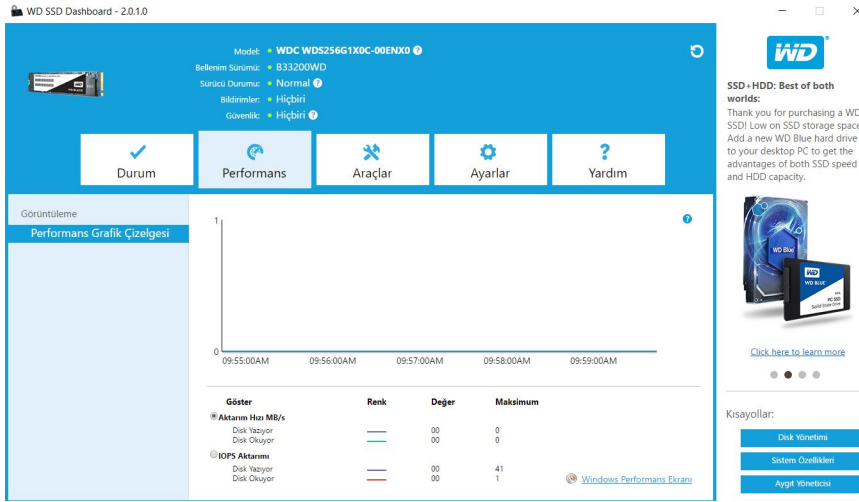 WD SSD Dashboard - 2.0.1.0
Model: WDC WDS256G1X0C-00ENX0 ?
Bellenim Sürümü: B33200WD
Sürücü Durumu: Normal ?
Bildirimler: Hiçbiri
Güvenlik: Hiçbiri ?
Durum
Performans
Araçlar
? Yardım
Ayarlar
Görüntüleme
Performans Grafik Çizelgesi
1
?
0
09:55:00AM 09:56:00AM 09:57:00AM 09:58:00AM 09:59:00AM
Göster Renk Değer Maksimum
Aktarım Hızı MB/s
Disk Yazıyor 00 0
Disk Okuyor 00 0
IOPS Aktarımı
Disk Yazıyor 00 41
Disk Okuyor 00 1
Windows Performans Ekranı
WD
SSD+HDD: Best of both
worlds:
Thank you for purchasing a WD
SSD! Low on SSD storage space
Add a new WD Blue hard drive
to your desktop PC to get the
advantages of both SSD speed
and HDD capacity.
WD Blue
WD
WD BLUE
PC SSD
Solid State Drive
Click here to learn more
Kısayollar:
Disk Yönetimi
Sistem Özellikleri
Aygıt Yöneticisi